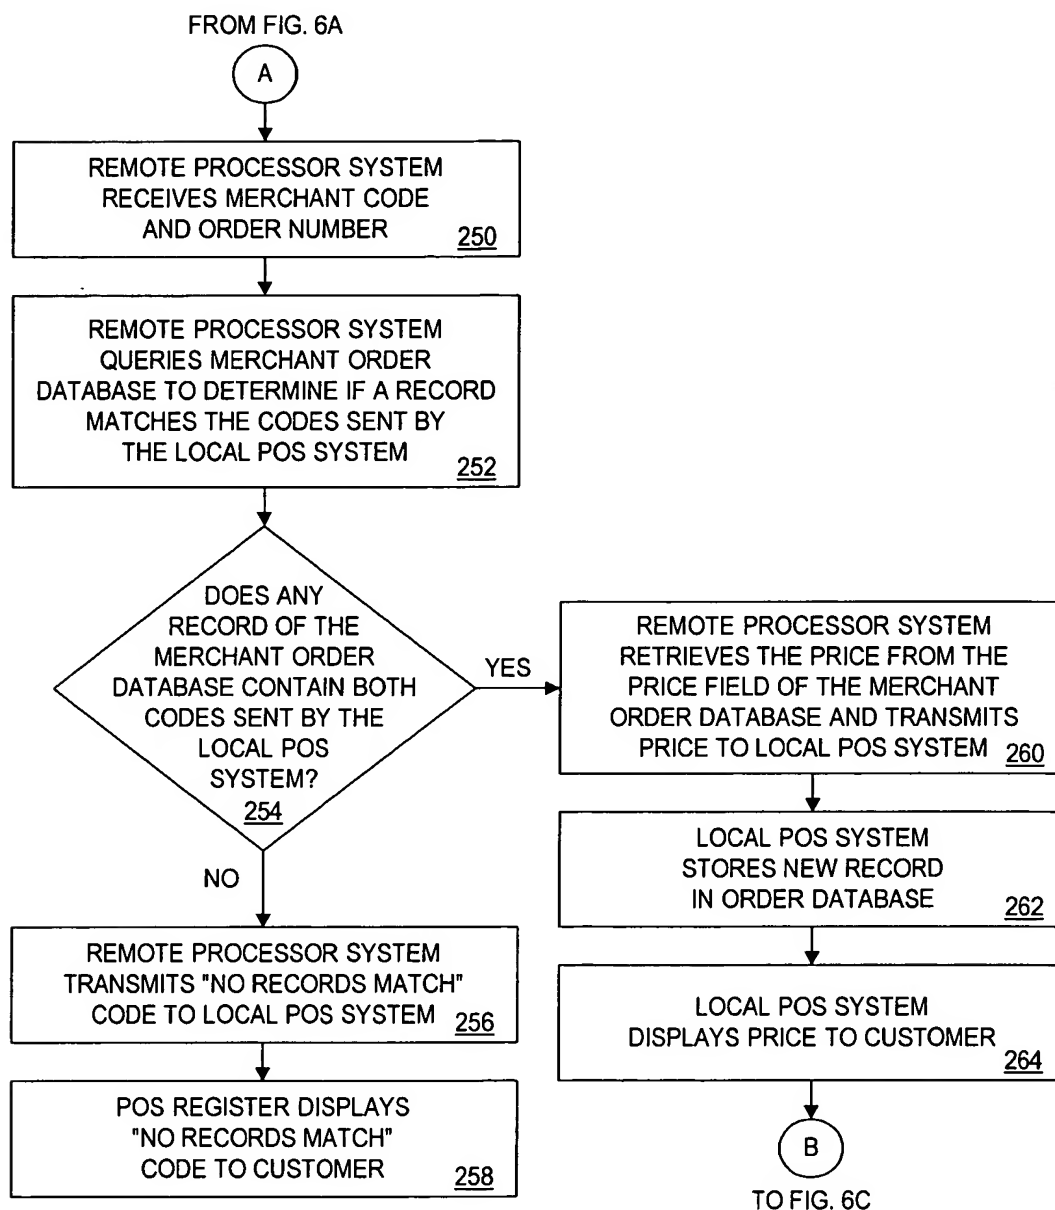 FROM FIG. 6A
A
REMOTE PROCESSOR SYSTEM
RECEIVES MERCHANT CODE
AND ORDER NUMBER
250
REMOTE PROCESSOR SYSTEM
QUERIES MERCHANT ORDER
DATABASE TO DETERMINE IF A RECORD
MATCHES THE CODES SENT BY
THE LOCAL POS SYSTEM
252
DOES ANY
RECORD OF THE
MERCHANT ORDER
DATABASE CONTAIN BOTH
CODES SENT BY THE
LOCAL POS
SYSTEM?
254
NO
REMOTE PROCESSOR SYSTEM
TRANSMITS "NO RECORDS MATCH"
CODE TO LOCAL POS SYSTEM
256
POS REGISTER DISPLAYS
"NO RECORDS MATCH"
CODE TO CUSTOMER
258
YES
REMOTE PROCESSOR SYSTEM
RETRIEVES THE PRICE FROM THE
PRICE FIELD OF THE MERCHANT
ORDER DATABASE AND TRANSMITS
PRICE TO LOCAL POS SYSTEM
260
LOCAL POS SYSTEM
STORES NEW RECORD
IN ORDER DATABASE
262
LOCAL POS SYSTEM
DISPLAYS PRICE TO CUSTOMER
264
B
TO FIG. 6C